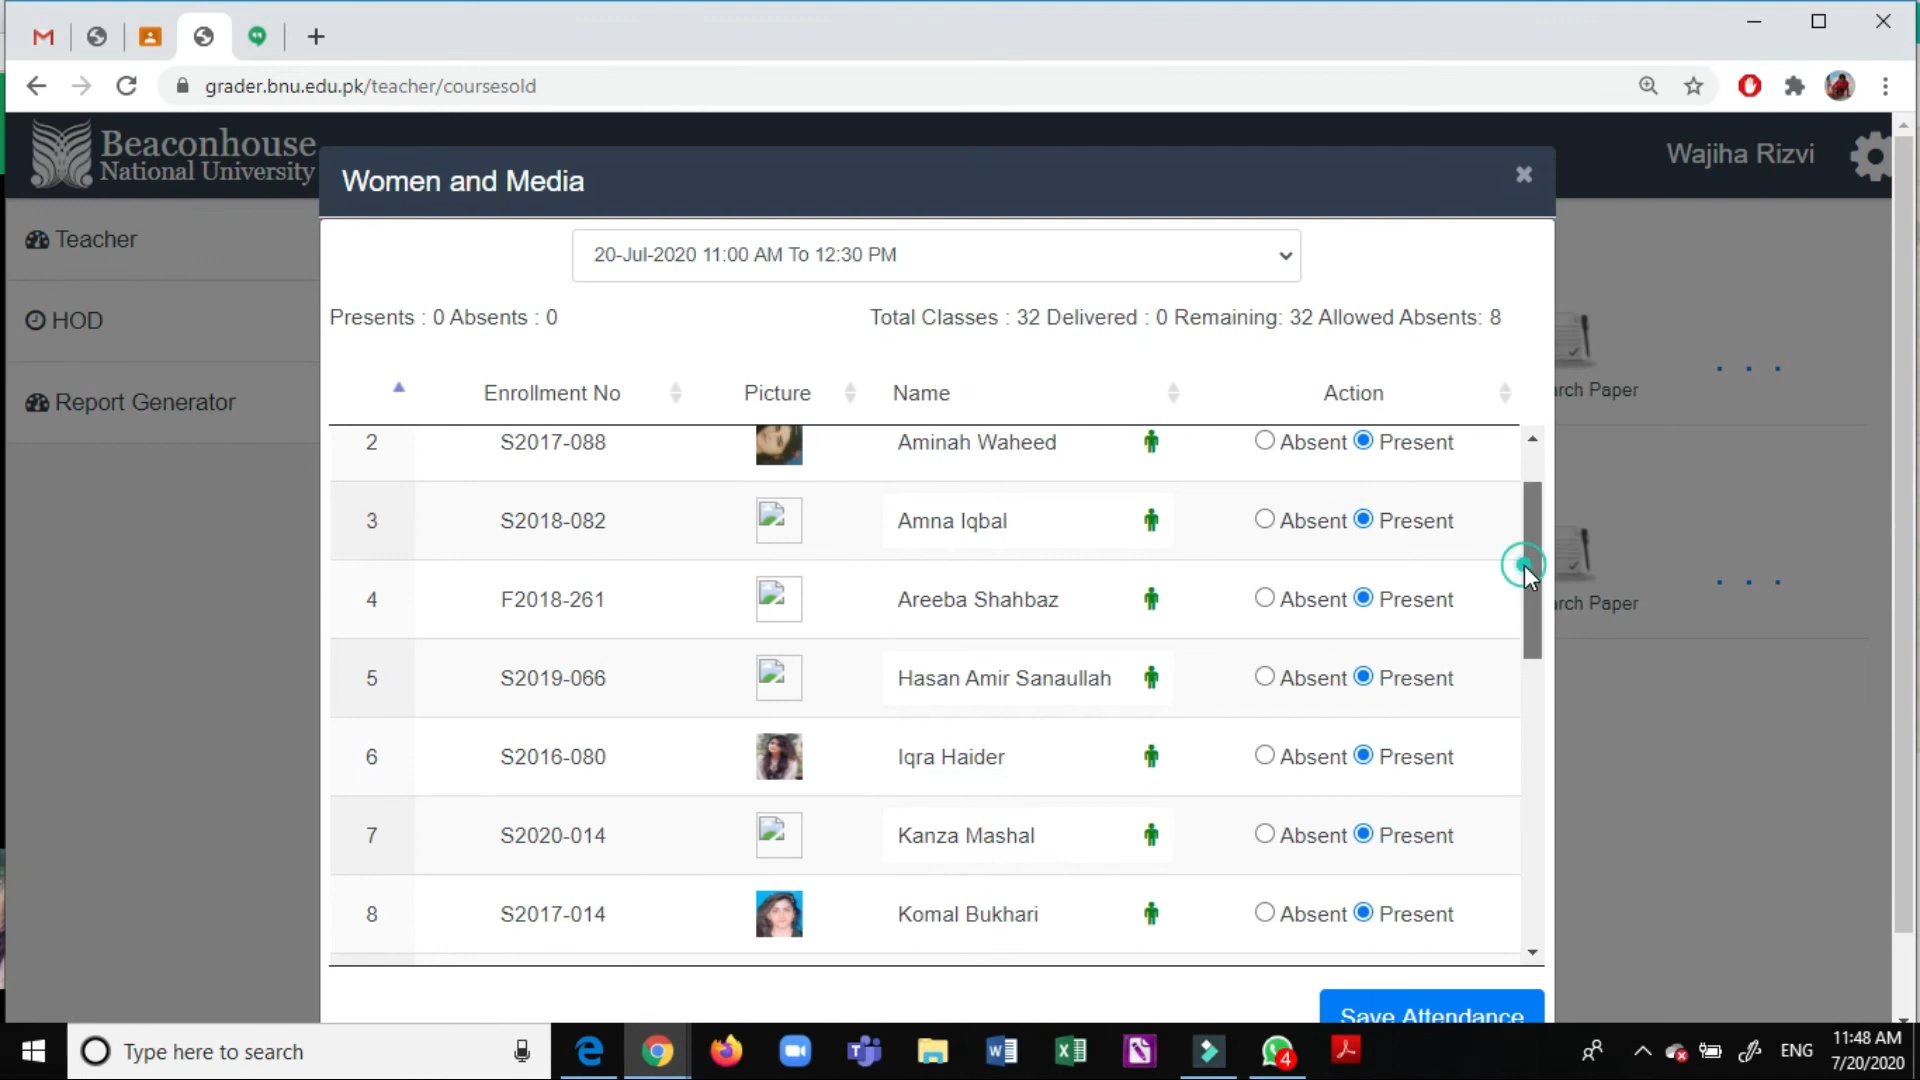 grader.bnu.edu.pk/teacher/coursesold
Beaconhouse
National University
Wajiha Rizvi
Teacher
HOD
Report Generator
Women and Media
20-Jul-2020 11:00 AM To 12:30 PM
Presents : 0 Absents : 0
Total Classes : 32 Delivered : 0 Remaining: 32 Allowed Absents: 8
Enrollment No Picture Name Action
2 S2017-088 Aminah Waheed Absent Present
3 S2018-082 Amna Iqbal Absent Present
4 F2018-261 Areeba Shahbaz Absent Present
5 S2019-066 Hasan Amir Sanaullah Absent Present
6 S2016-080 Iqra Haider Absent Present
7 S2020-014 Kanza Mashal Absent Present
8 S2017-014 Komal Bukhari Absent Present
Save Attendance
rch Paper
rch Paper
Type here to search
4
ENG
11:48 AM
7/20/2020